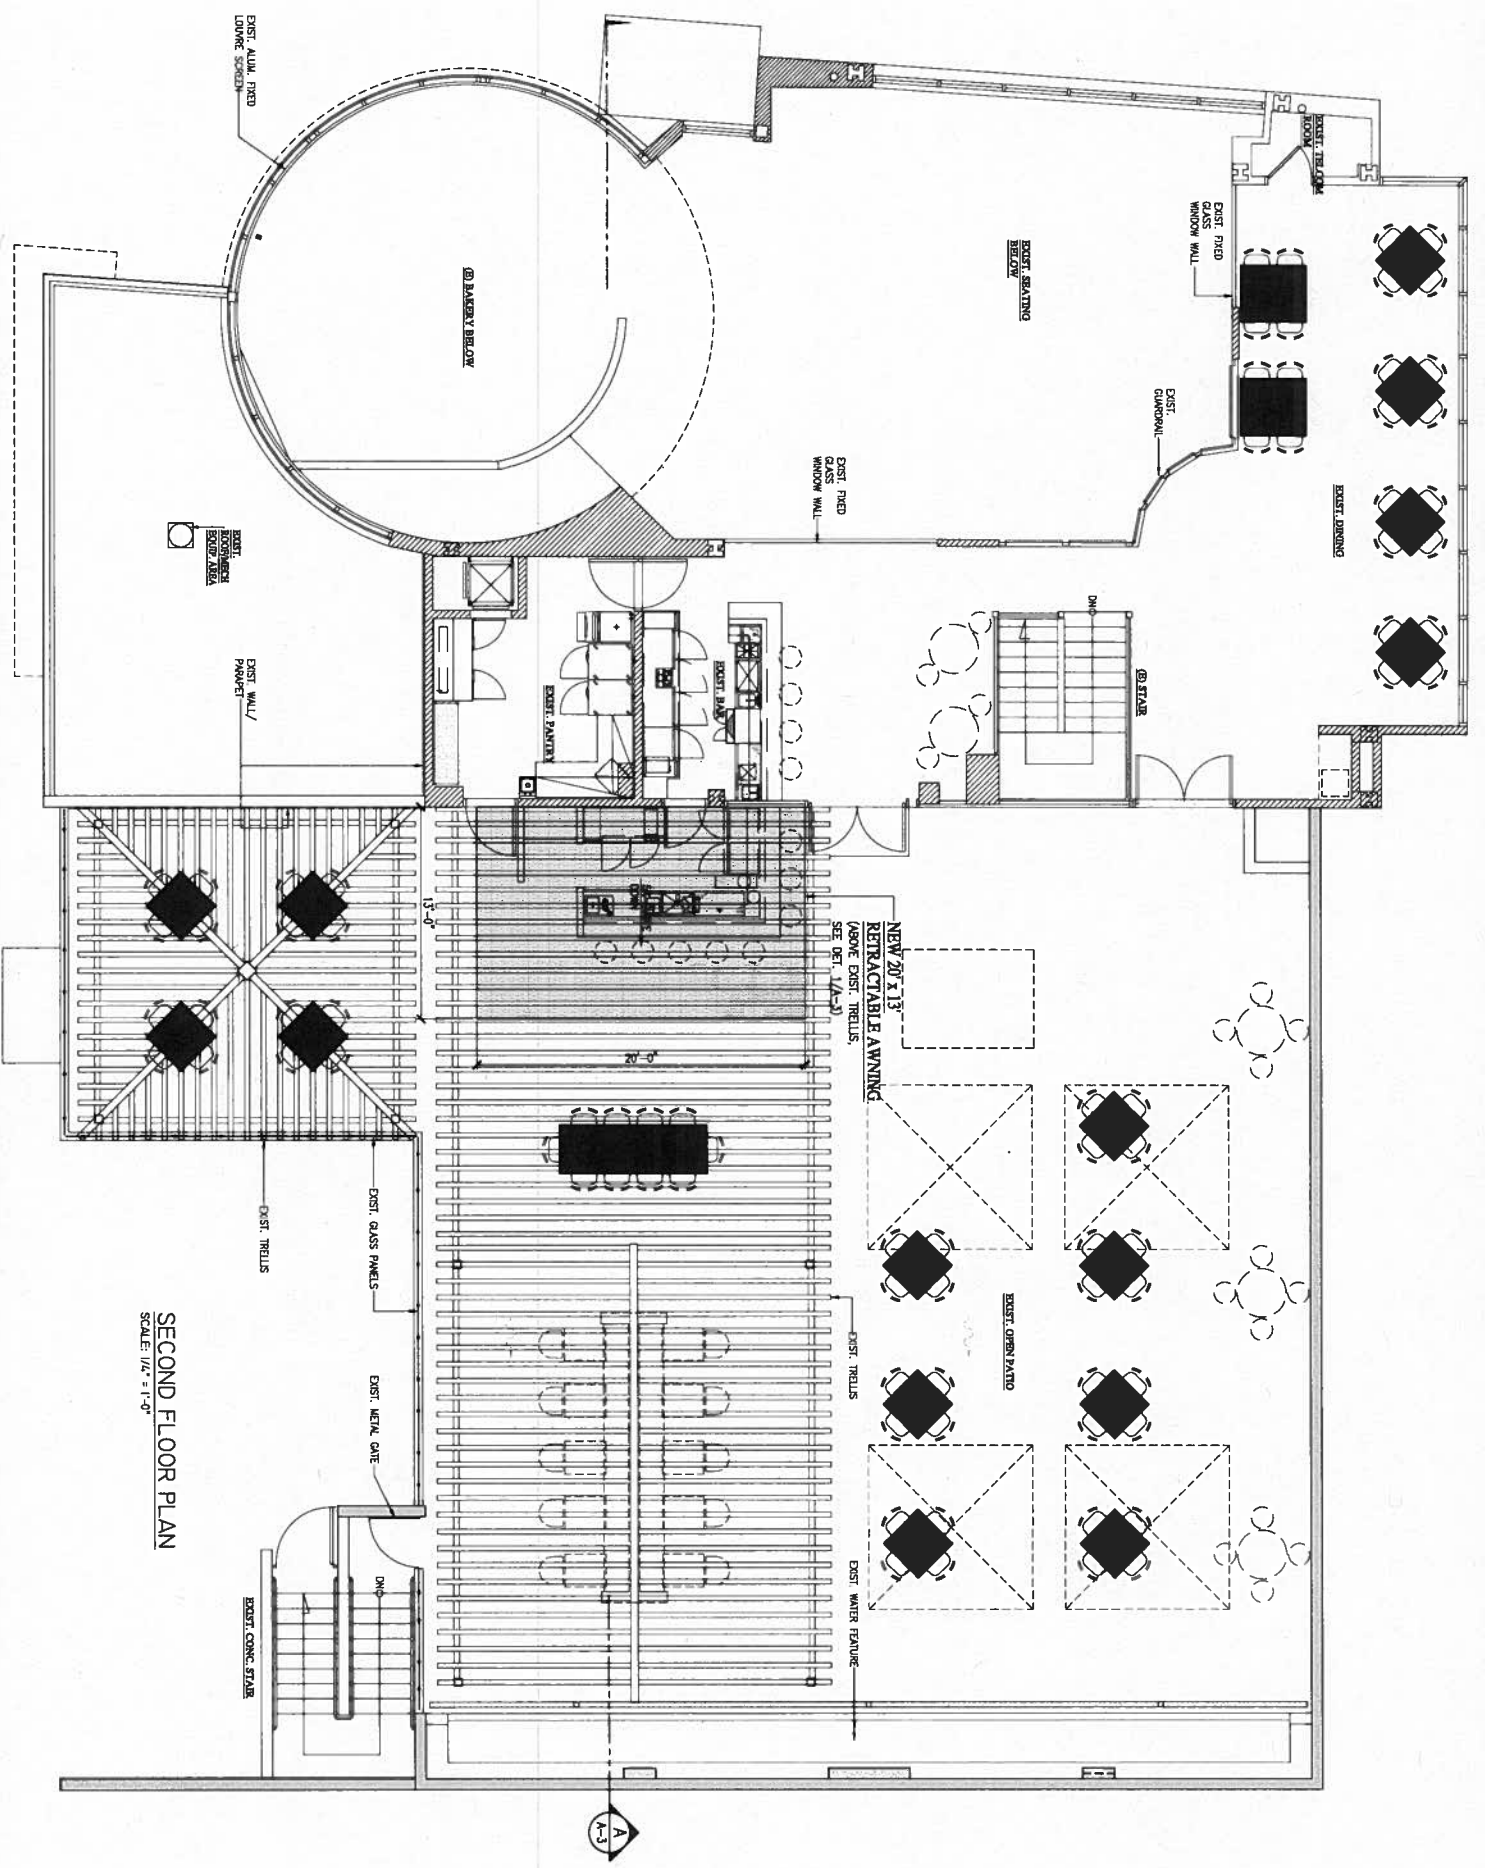 EXIST. ALUM. FIXED
LOUVRE SCREEN
(E) BAKERY BELOW
EXIST. SEATING
BELOW
EXIST. TELCOM
ROOM
EXIST. FIXED
GLASS
WINDOW WALL
EXIST.
GUARDRAIL
EXIST. FIXED
GLASS
WINDOW WALL
EXIST. DINING
EXIST.
ROOF/MECH
EQUIP. AREA
EXIST. WALL/
PARAPET
EXIST. PANTRY
EXIST. BAR
DN
(E) STAIR
13'-0"
20'-0"
NEW 20' x 13'
RETRACTABLE AWNING
(ABOVE EXIST. TRELLIS,
SEE DET. 1/A-3)
EXIST. TRELLIS
EXIST. GLASS PANELS
EXIST. OPEN PATIO
EXIST. TRELLIS
EXIST. METAL GATE
EXIST. WATER FEATURE
DN
EXIST. CONC. STAIR
SECOND FLOOR PLAN
SCALE: 1/4" = 1'-0"
A
A-3